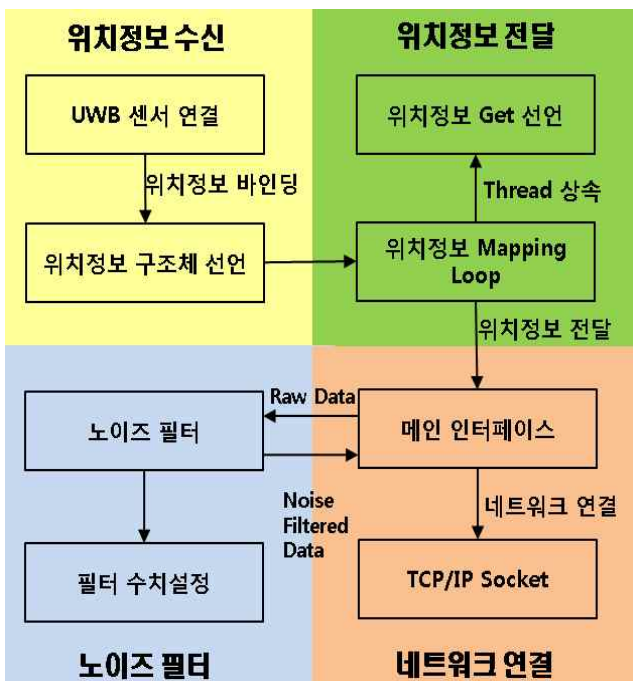 위치정보 수신
위치정보 전달
UWB 센서 연결
위치정보 Get 선언
위치정보 바인딩
Thread 상속
위치정보 구조체 선언
위치정보 Mapping
Loop
위치정보 전달
Raw Data
노이즈 필터
메인 인터페이스
Noise
Filtered
Data
네트워크 연결
필터 수치설정
TCP/IP Socket
노이즈 필터
네트워크 연결